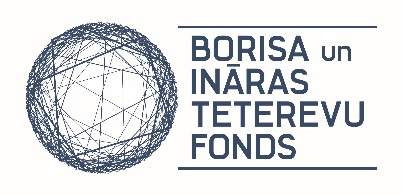 BORISA un
INĀRAS
TETEREVU
FONDS